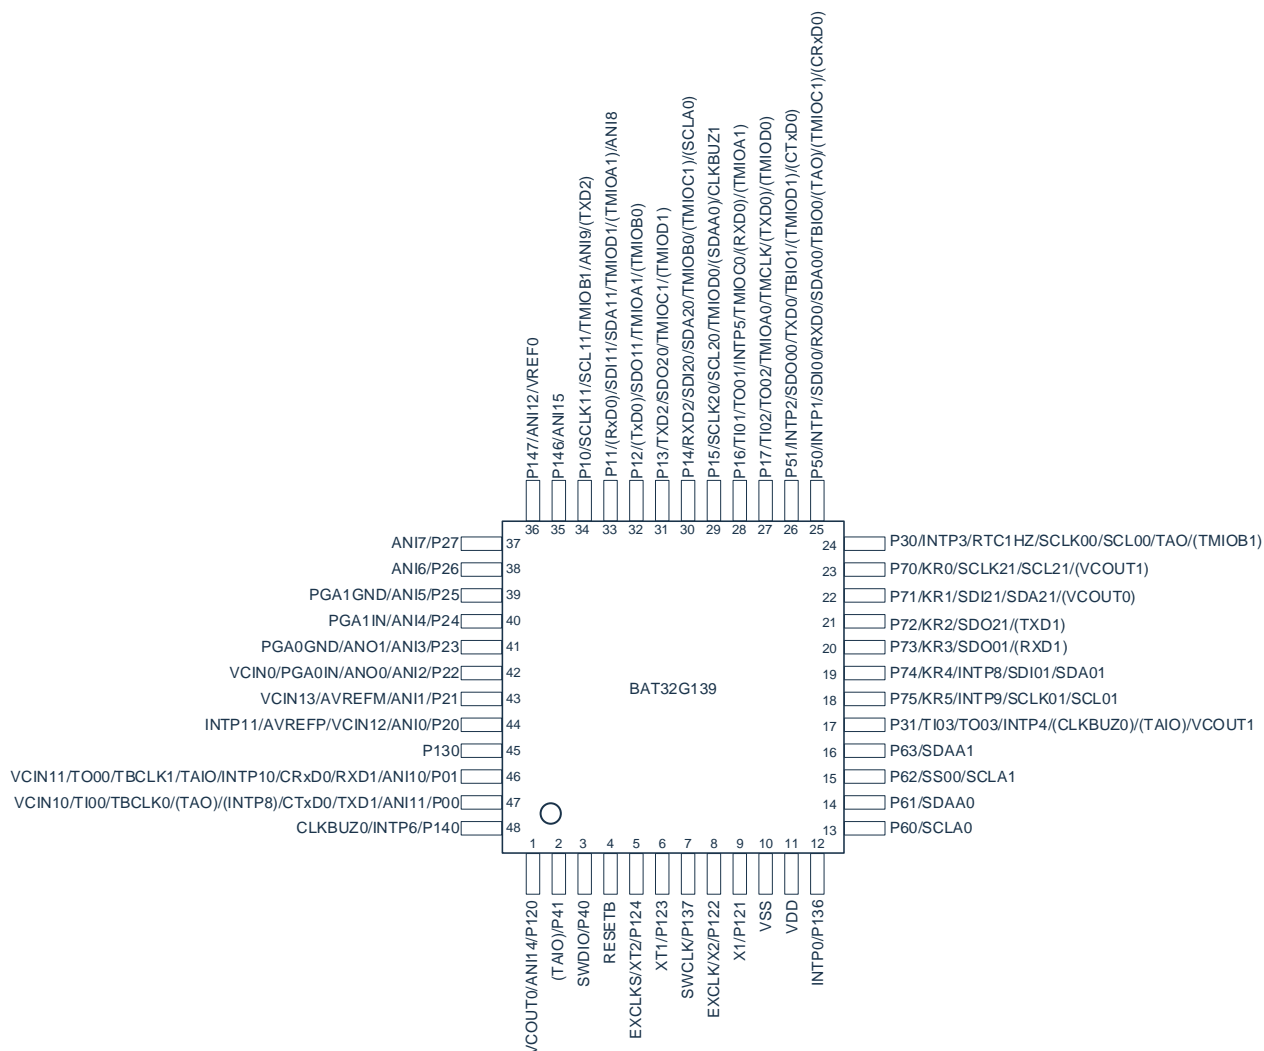 P147/ANI12/VREF0
P146/ANI15
P10/SCLK11/SCL11/TMIOB1/ANI9/(TXD2)
P11/(RxD0)/SDI11/SDA11/TMIOD1/(TMIOA1)/ANI8
P12/(TxD0)/SDO11/TMIOA1/(TMIOB0)
P13/TXD2/SDO20/TMIOC1/(TMIOD1)
P14/RXD2/SDI20/SDA20/TMIOB0/(TMIOC1)/(SCLA0)
P15/SCLK20/SCL20/TMIOD0/(SDAA0)/CLKBUZ1
P16/TI01/TO01/INTP5/TMIOC0/(RXD0)/(TMIOA1)
P17/TI02/TO02/TMIOA0/TMCLK/(TXD0)/(TMIOD0)
P51/INTP2/SDO00/TXD0/TBIO1/(TMIOD1)/(CTxD0)
P50/INTP1/SDI00/RXD0/SDA00/TBIO0/(TAO)/(TMIOC1)/(CRxD0)
36 35 34 33 32 31 30 29 28 27 26 25
ANI7/P27 37
ANI6/P26 38
PGA1GND/ANI5/P25 39
PGA1IN/ANI4/P24 40
PGA0GND/ANO1/ANI3/P23 41
VCIN0/PGA0IN/ANO0/ANI2/P22 42
VCIN13/AVREFM/ANI1/P21 43
INTP11/AVREFP/VCIN12/ANI0/P20 44
P130 45
VCIN11/TO00/TBCLK1/TAIO/INTP10/CRxD0/RXD1/ANI10/P01 46
VCIN10/TI00/TBCLK0/(TAO)/(INTP8)/CTxD0/TXD1/ANI11/P00 47
CLKBUZ0/INTP6/P140 48
BAT32G139
24 P30/INTP3/RTC1HZ/SCLK00/SCL00/TAO/(TMIOB1)
23 P70/KR0/SCLK21/SCL21/(VCOUT1)
22 P71/KR1/SDI21/SDA21/(VCOUT0)
21 P72/KR2/SDO21/(TXD1)
20 P73/KR3/SDO01/(RXD1)
19 P74/KR4/INTP8/SDI01/SDA01
18 P75/KR5/INTP9/SCLK01/SCL01
17 P31/TI03/TO03/INTP4/(CLKBUZ0)/(TAIO)/VCOUT1
16 P63/SDAA1
15 P62/SS00/SCLA1
14 P61/SDAA0
13 P60/SCLA0
1 2 3 4 5 6 7 8 9 10 11 12
VCOUT0/ANI14/P120
(TAIO)/P41
SWDIO/P40
RESETB
EXCLKS/XT2/P124
XT1/P123
SWCLK/P137
EXCLK/X2/P122
X1/P121
VSS
VDD
INTP0/P136